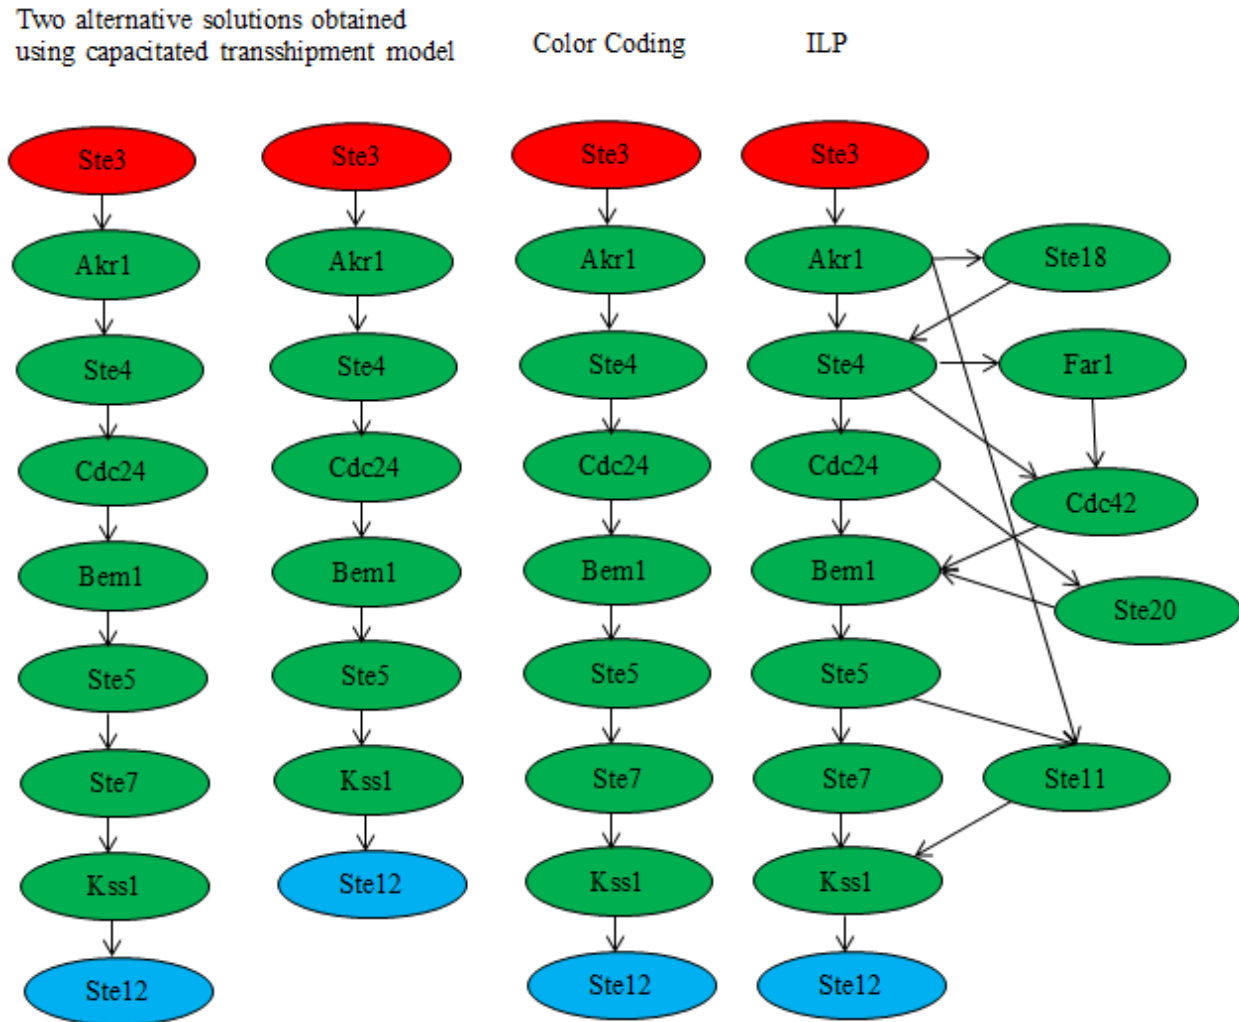 Two alternative solutions obtained
using capacitated transshipment model
Color Coding
ILP
Ste3
Akr1
Ste4
Cdc24
Bem1
Ste5
Ste7
Kss1
Ste12
Ste3
Akr1
Ste4
Cdc24
Bem1
Ste5
Kss1
Ste12
Ste3
Akr1
Ste4
Cdc24
Bem1
Ste5
Ste7
Kss1
Ste12
Ste3
Akr1
Ste4
Cdc24
Bem1
Ste5
Ste7
Kss1
Ste12
Ste18
Far1
Cdc42
Ste20
Ste11